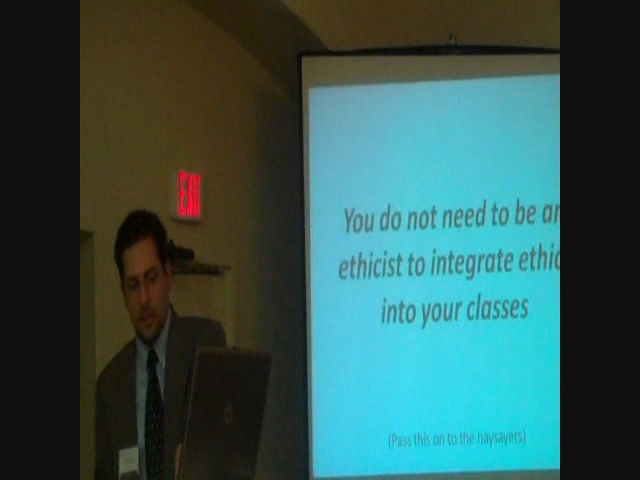 EXIT
You do not need to be an
ethicist to integrate ethic
into your classes
(Pass this on to the naysayers)